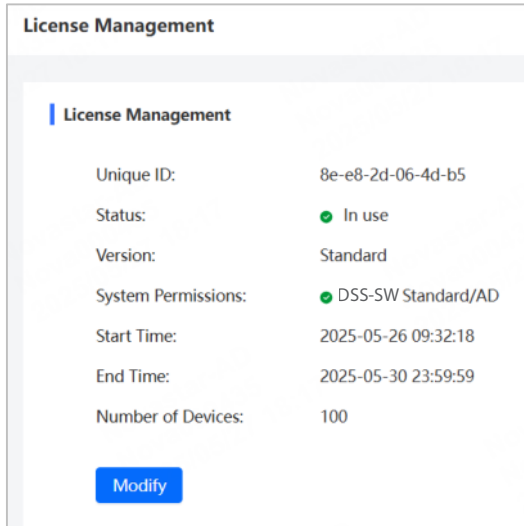 License Management
License Management
Unique ID: 8e-e8-2d-06-4d-b5
Status: In use
Version: Standard
System Permissions: DSS-SW Standard/AD
Start Time: 2025-05-26 09:32:18
End Time: 2025-05-30 23:59:59
Number of Devices: 100
Modify